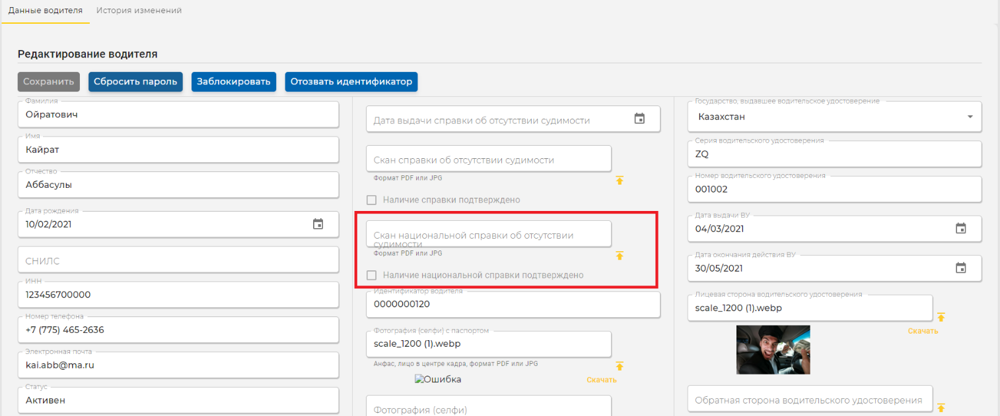 Данные водителя
История изменений
Редактирование водителя
Сохранить
Сбросить пароль
Заблокировать
Отозвать идентификатор
Фамилия
Ойратович
Имя
Кайрат
Отчество
Аббасулы
Дата рождения
10/02/2021
СНИЛС
ИНН
123456700000
Номер телефона
+7 (775) 465-2636
Электронная почта
kai.abb@ma.ru
Статус
Активен
Дата выдачи справки об отсутствии судимости
Скан справки об отсутствии судимости
Формат PDF или JPG
Наличие справки подтверждено
Скан национальной справки об отсутствии
судимости
Формат PDF или JPG
Наличие национальной справки подтверждено
Идентификатор водителя
0000000120
Фотография (селфи) с паспортом
scale_1200 (1).webp
Анфас, лицо в центре кадра, формат PDF или JPG
Ошибка
Скачать
Фотография (селфи)
Государство, выдавшее водительское удостоверение
Казахстан
Серия водительского удостоверения
ZQ
Номер водительского удостоверения
001002
Дата выдачи ВУ
04/03/2021
Дата окончания действия ВУ
30/05/2021
Лицевая сторона водительского удостоверения
scale_1200 (1).webp
Скачать
Обратная сторона водительского удостоверения